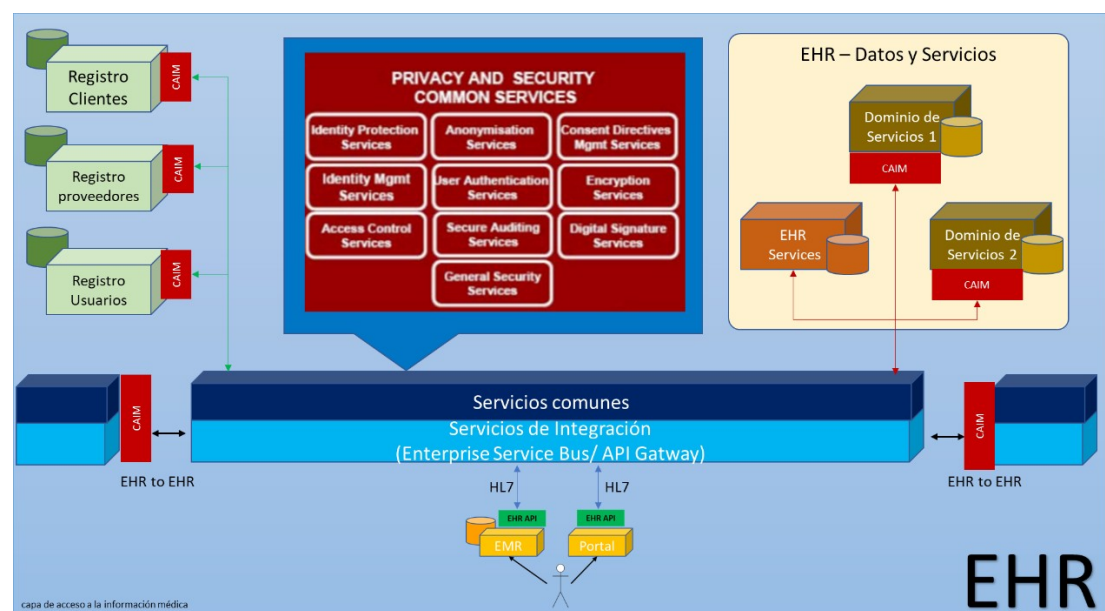 Registro
Clientes
CAIM
Registro
proveedores
CAIM
Registro
Usuarios
CAIM
PRIVACY AND SECURITY
COMMON SERVICES
Identity Protection
Services
Anonymisation
Services
Consent Directives
Mgmt Services
Identity Mgmt
Services
User Authentication
Services
Encryption
Services
Access Control
Services
Secure Auditing
Services
Digital Signature
Services
General Security
Services
EHR – Datos y Servicios
Dominio de
Servicios 1
CAIM
EHR
Services
Dominio de
Servicios 2
CAIM
CAIM
EHR to EHR
Servicios comunes
Servicios de Integración
(Enterprise Service Bus/ API Gatway)
CAIM
EHR to EHR
HL7
HL7
EHR API
EMR
EHR API
Portal
capa de acceso a la información médica
EHR